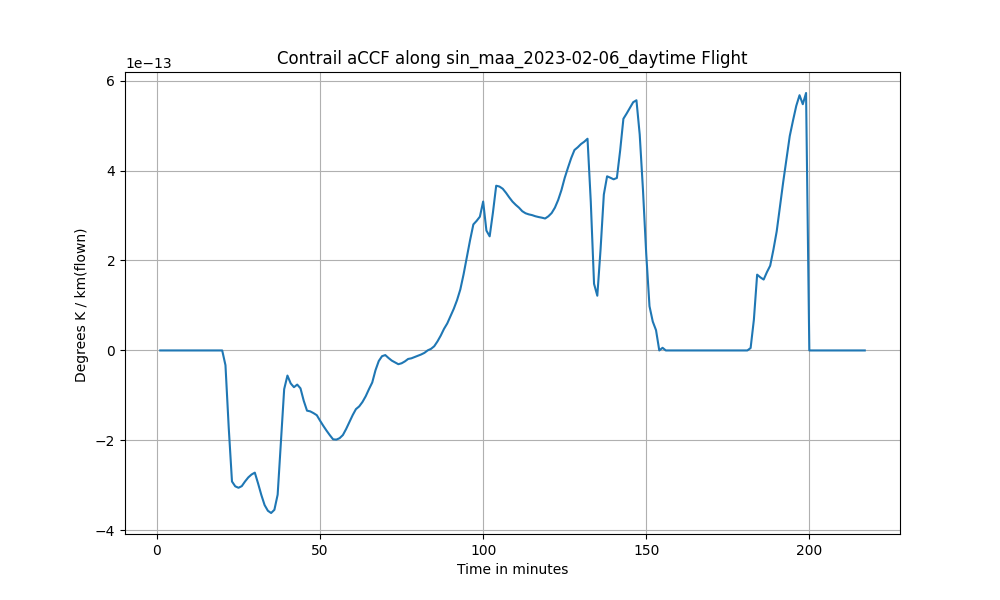 Contrail aCCF along sin_maa_2023-02-06_daytime Flight
1e−13
6
4
2
0
−2
−4
Degrees K / km(flown)
0 50 100 150 200
Time in minutes